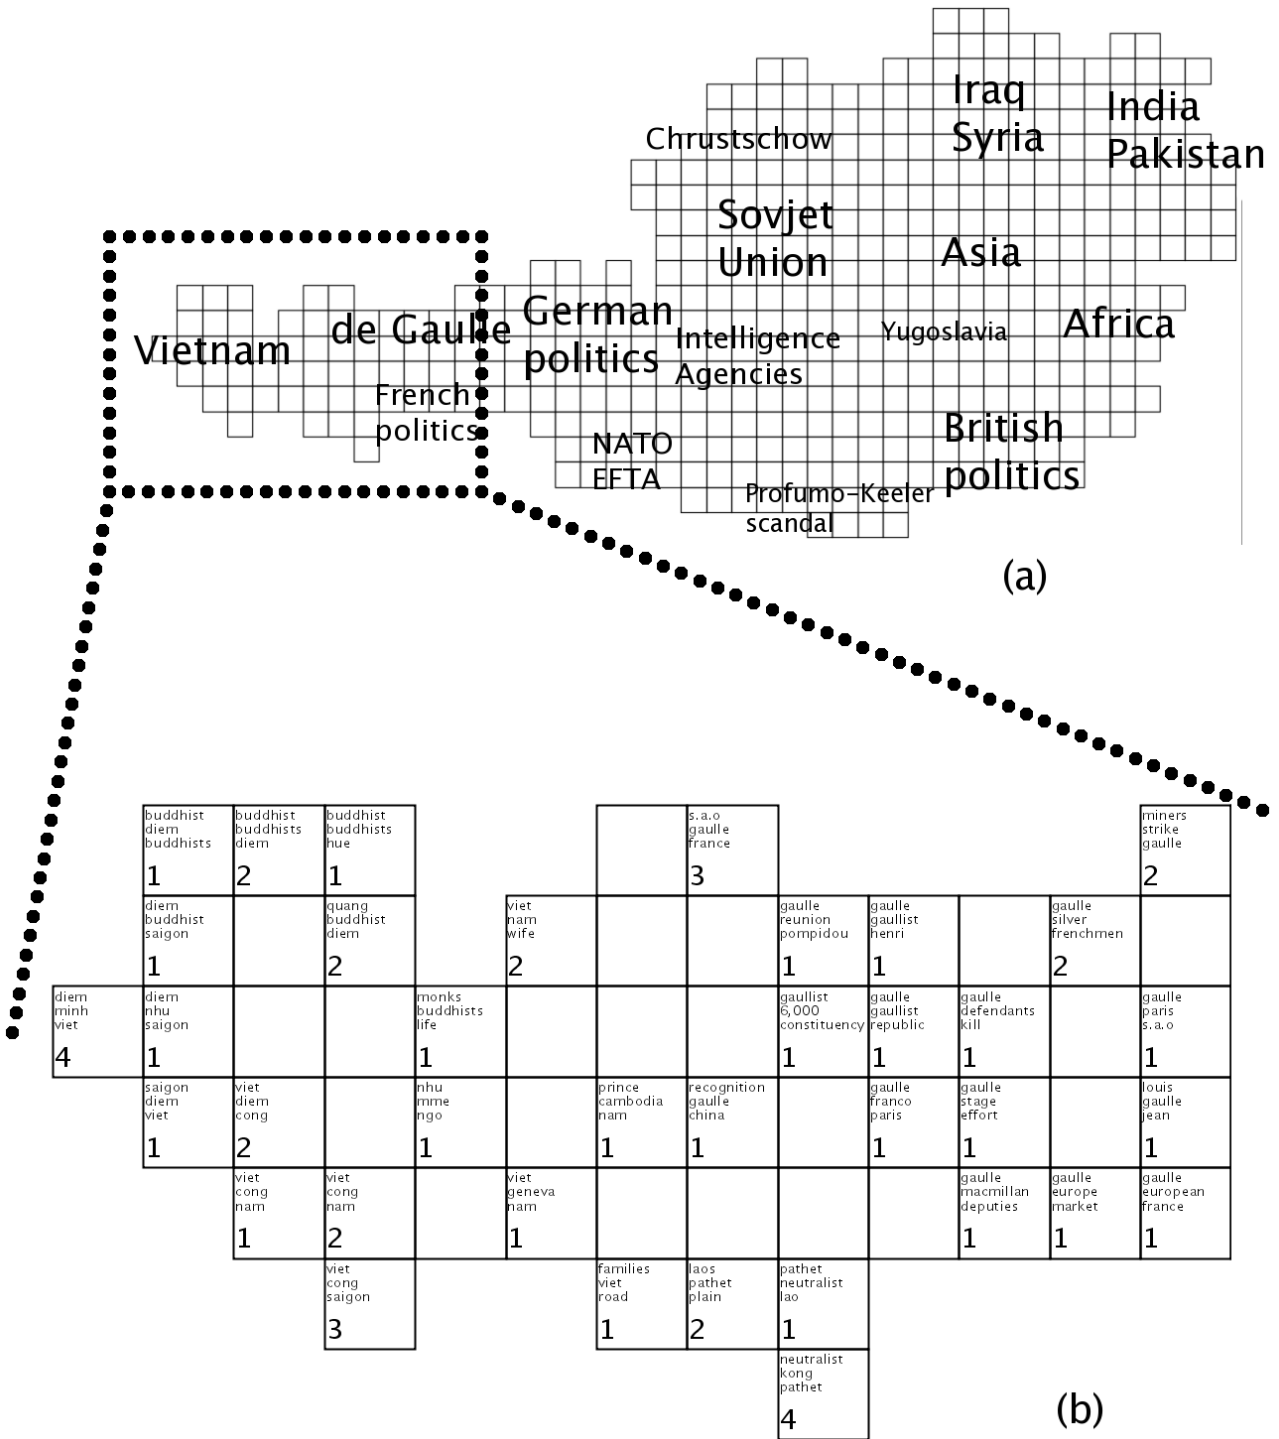 Iraq
Syria
India
Pakistan
Chrustschow
Sovjet
Union
Asia
German
politics
de Gaulle
Vietnam
Intelligence
Agencies
Yugoslavia
Africa
French
politics
NATO
EFTA
British
politics
Profumo-Keeler
scandal
(a)
buddhist
diem
buddhists
1
buddhist
buddhists
diem
2
buddhist
buddhists
hue
1
s.a.o
gaulle
france
3
miners
strike
gaulle
2
diem
buddhist
saigon
1
quang
buddhist
diem
2
viet
nam
wife
2
gaulle
reunion
pompidou
1
gaulle
gaullist
henri
1
gaulle
silver
frenchmen
2
diem
minh
viet
4
diem
nhu
saigon
1
monks
buddhists
life
1
gaullist
6,000
constituency
1
gaulle
gaullist
republic
1
gaulle
defendants
kill
1
gaulle
paris
s.a.o
1
saigon
diem
viet
1
viet
diem
cong
2
nhu
mme
ngo
1
prince
cambodia
nam
1
recognition
gaulle
china
1
gaulle
franco
paris
1
gaulle
stage
effort
1
louis
gaulle
jean
1
viet
cong
nam
1
viet
cong
nam
2
viet
geneva
nam
1
gaulle
macmillan
deputies
1
gaulle
europe
market
1
gaulle
european
france
1
viet
cong
saigon
3
families
viet
road
1
laos
pathet
plain
2
pathet
neutralist
lao
1
neutralist
kong
pathet
4
(b)